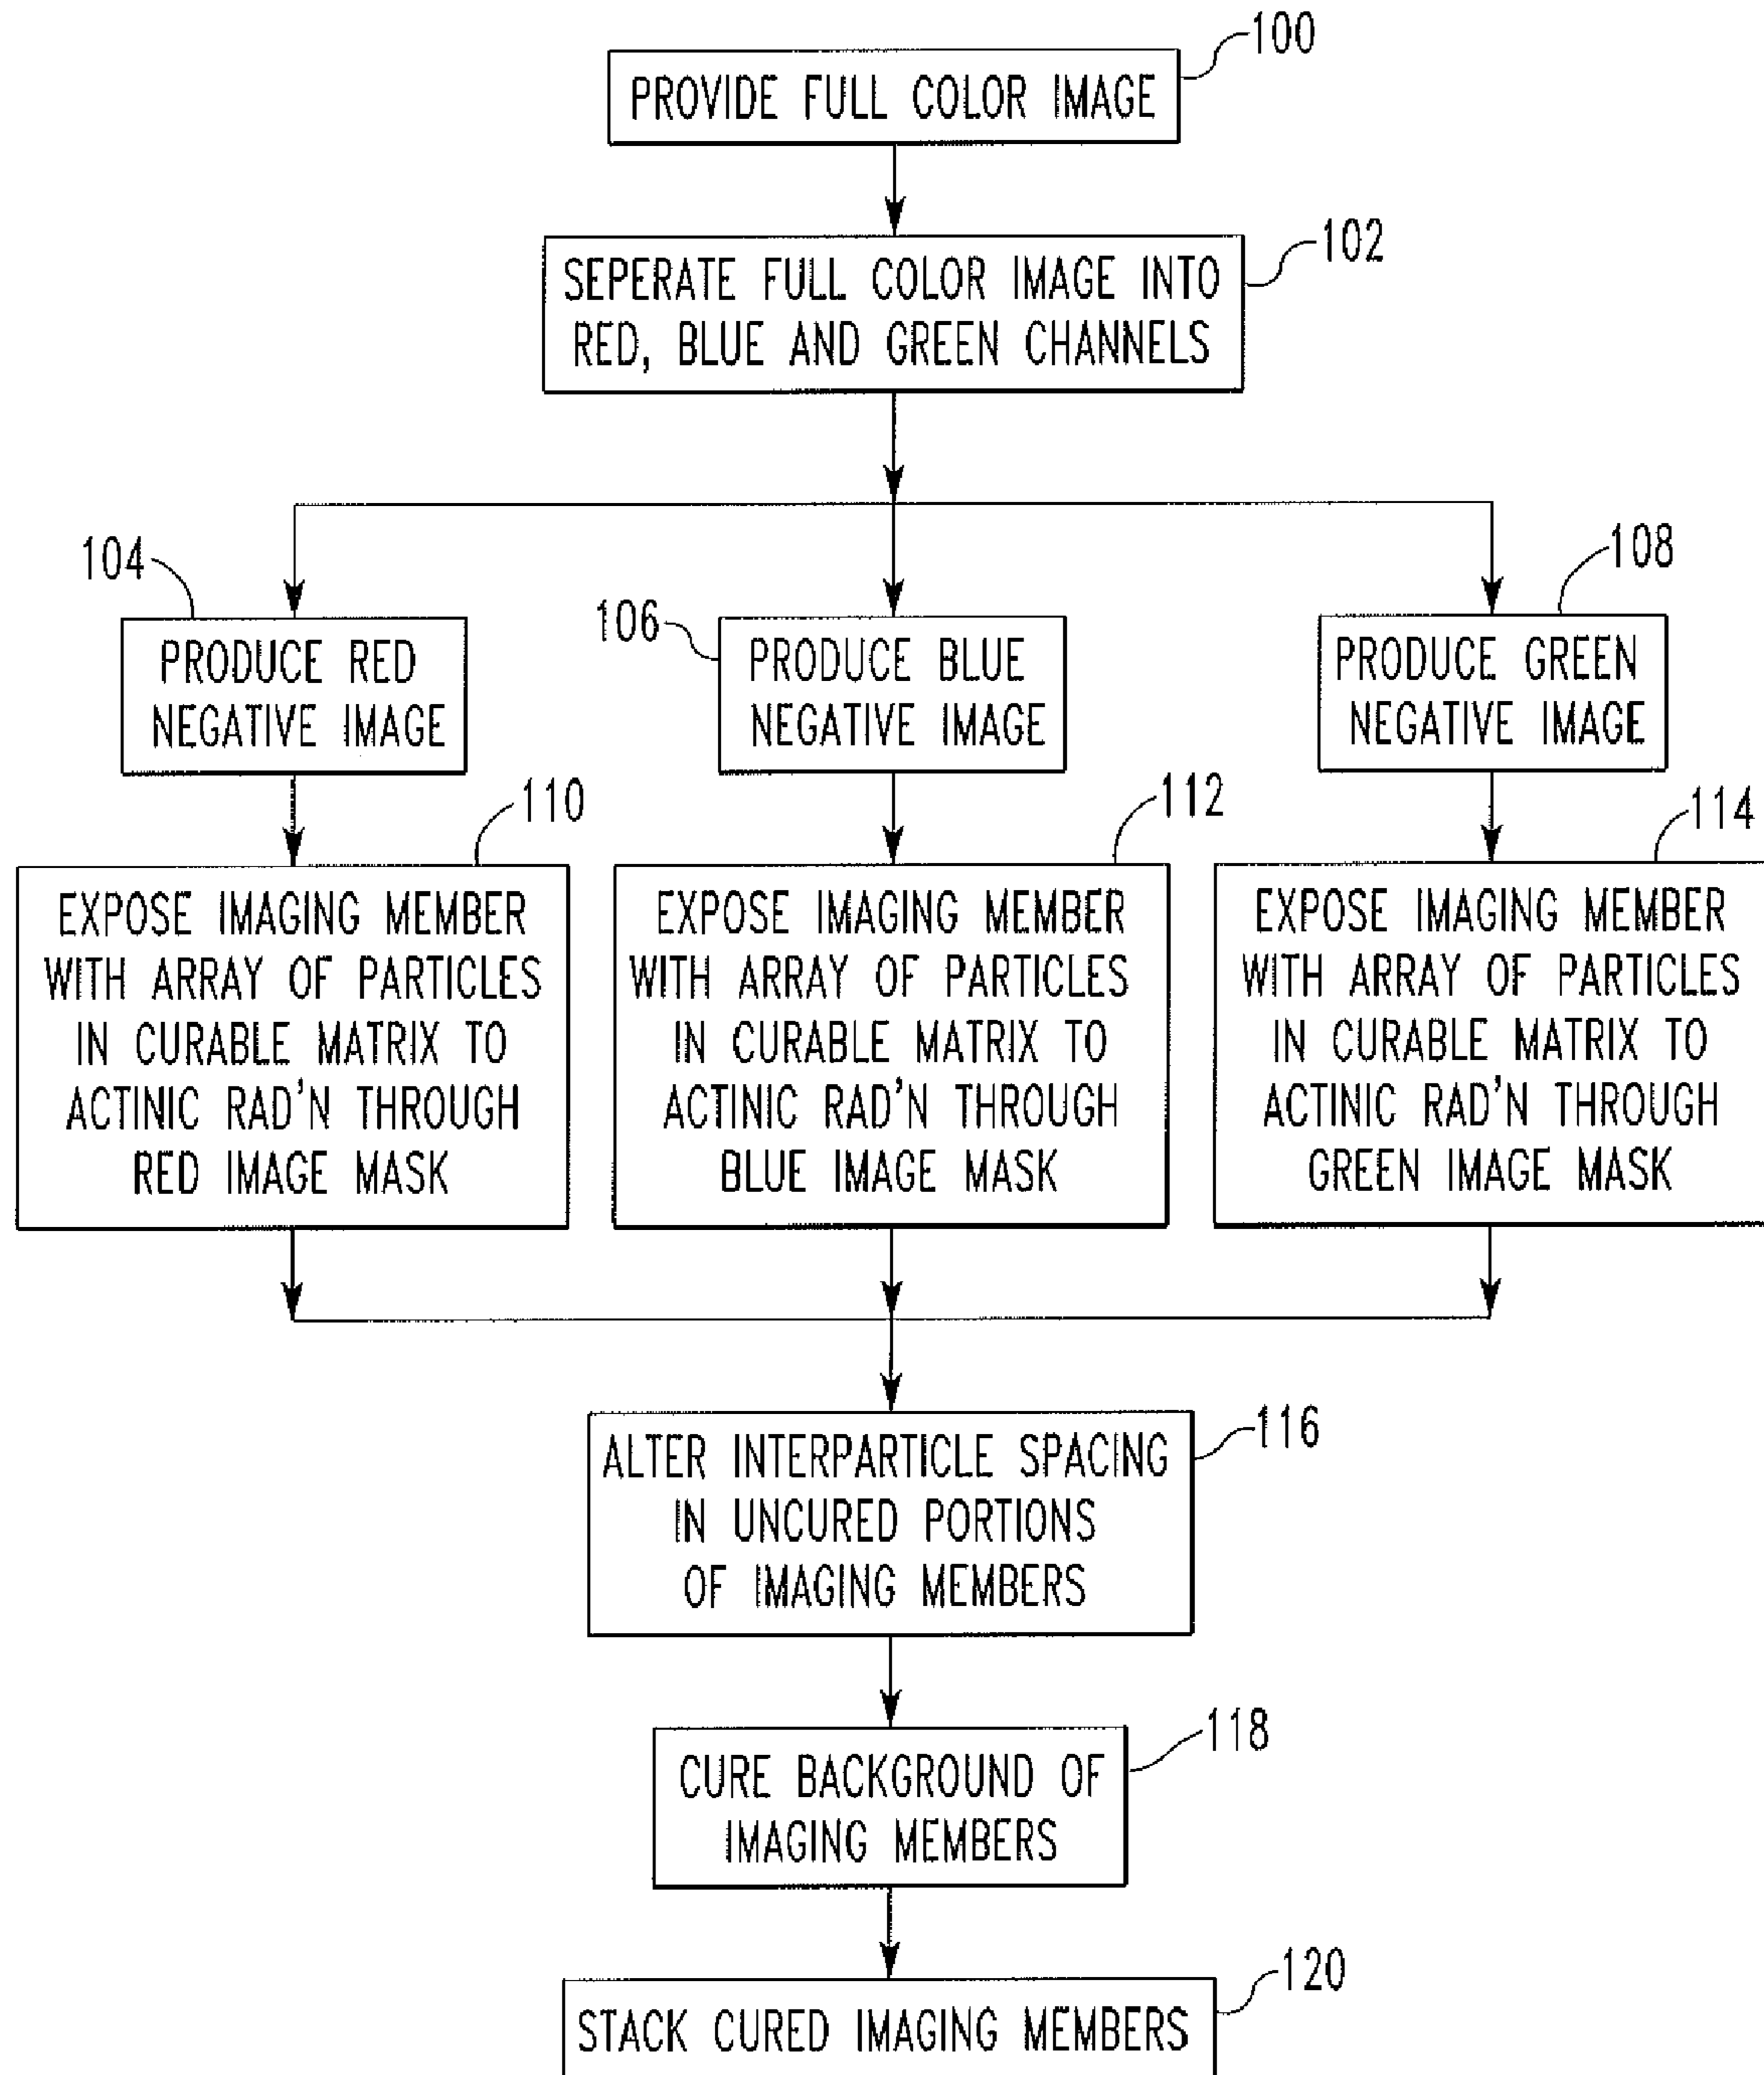 100
PROVIDE FULL COLOR IMAGE
102
SEPERATE FULL COLOR IMAGE INTO
RED, BLUE AND GREEN CHANNELS
104
PRODUCE RED
NEGATIVE IMAGE
106
PRODUCE BLUE
NEGATIVE IMAGE
108
PRODUCE GREEN
NEGATIVE IMAGE
110
EXPOSE IMAGING MEMBER
WITH ARRAY OF PARTICLES
IN CURABLE MATRIX TO
ACTINIC RAD'N THROUGH
RED IMAGE MASK
112
EXPOSE IMAGING MEMBER
WITH ARRAY OF PARTICLES
IN CURABLE MATRIX TO
ACTINIC RAD'N THROUGH
BLUE IMAGE MASK
114
EXPOSE IMAGING MEMBER
WITH ARRAY OF PARTICLES
IN CURABLE MATRIX TO
ACTINIC RAD'N THROUGH
GREEN IMAGE MASK
116
ALTER INTERPARTICLE SPACING
IN UNCURED PORTIONS
OF IMAGING MEMBERS
118
CURE BACKGROUND OF
IMAGING MEMBERS
120
STACK CURED IMAGING MEMBERS